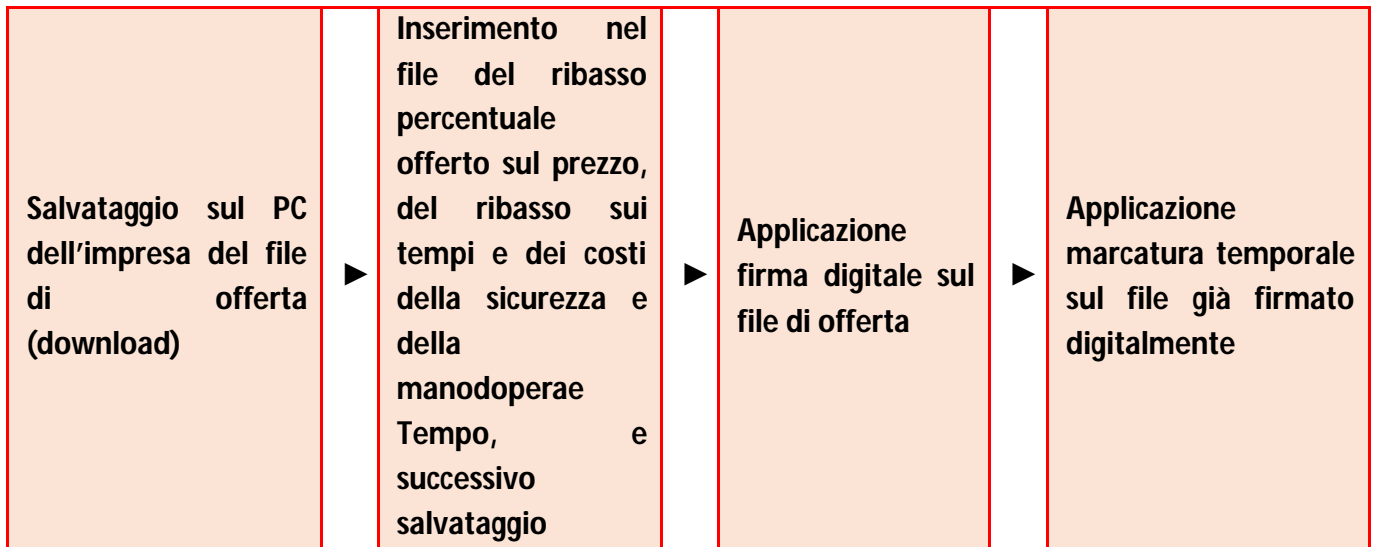 Salvataggio sul PC
dell'impresa del file
di offerta
(download)
►
Inserimento nel
file del ribasso
percentuale
offerto sul prezzo,
del ribasso sui
tempi e dei costi
della sicurezza e
della
manodoperae
Tempo, e
successivo
salvataggio
►
Applicazione
firma digitale sul
file di offerta
►
Applicazione
marcatura temporale
sul file già firmato
digitalmente